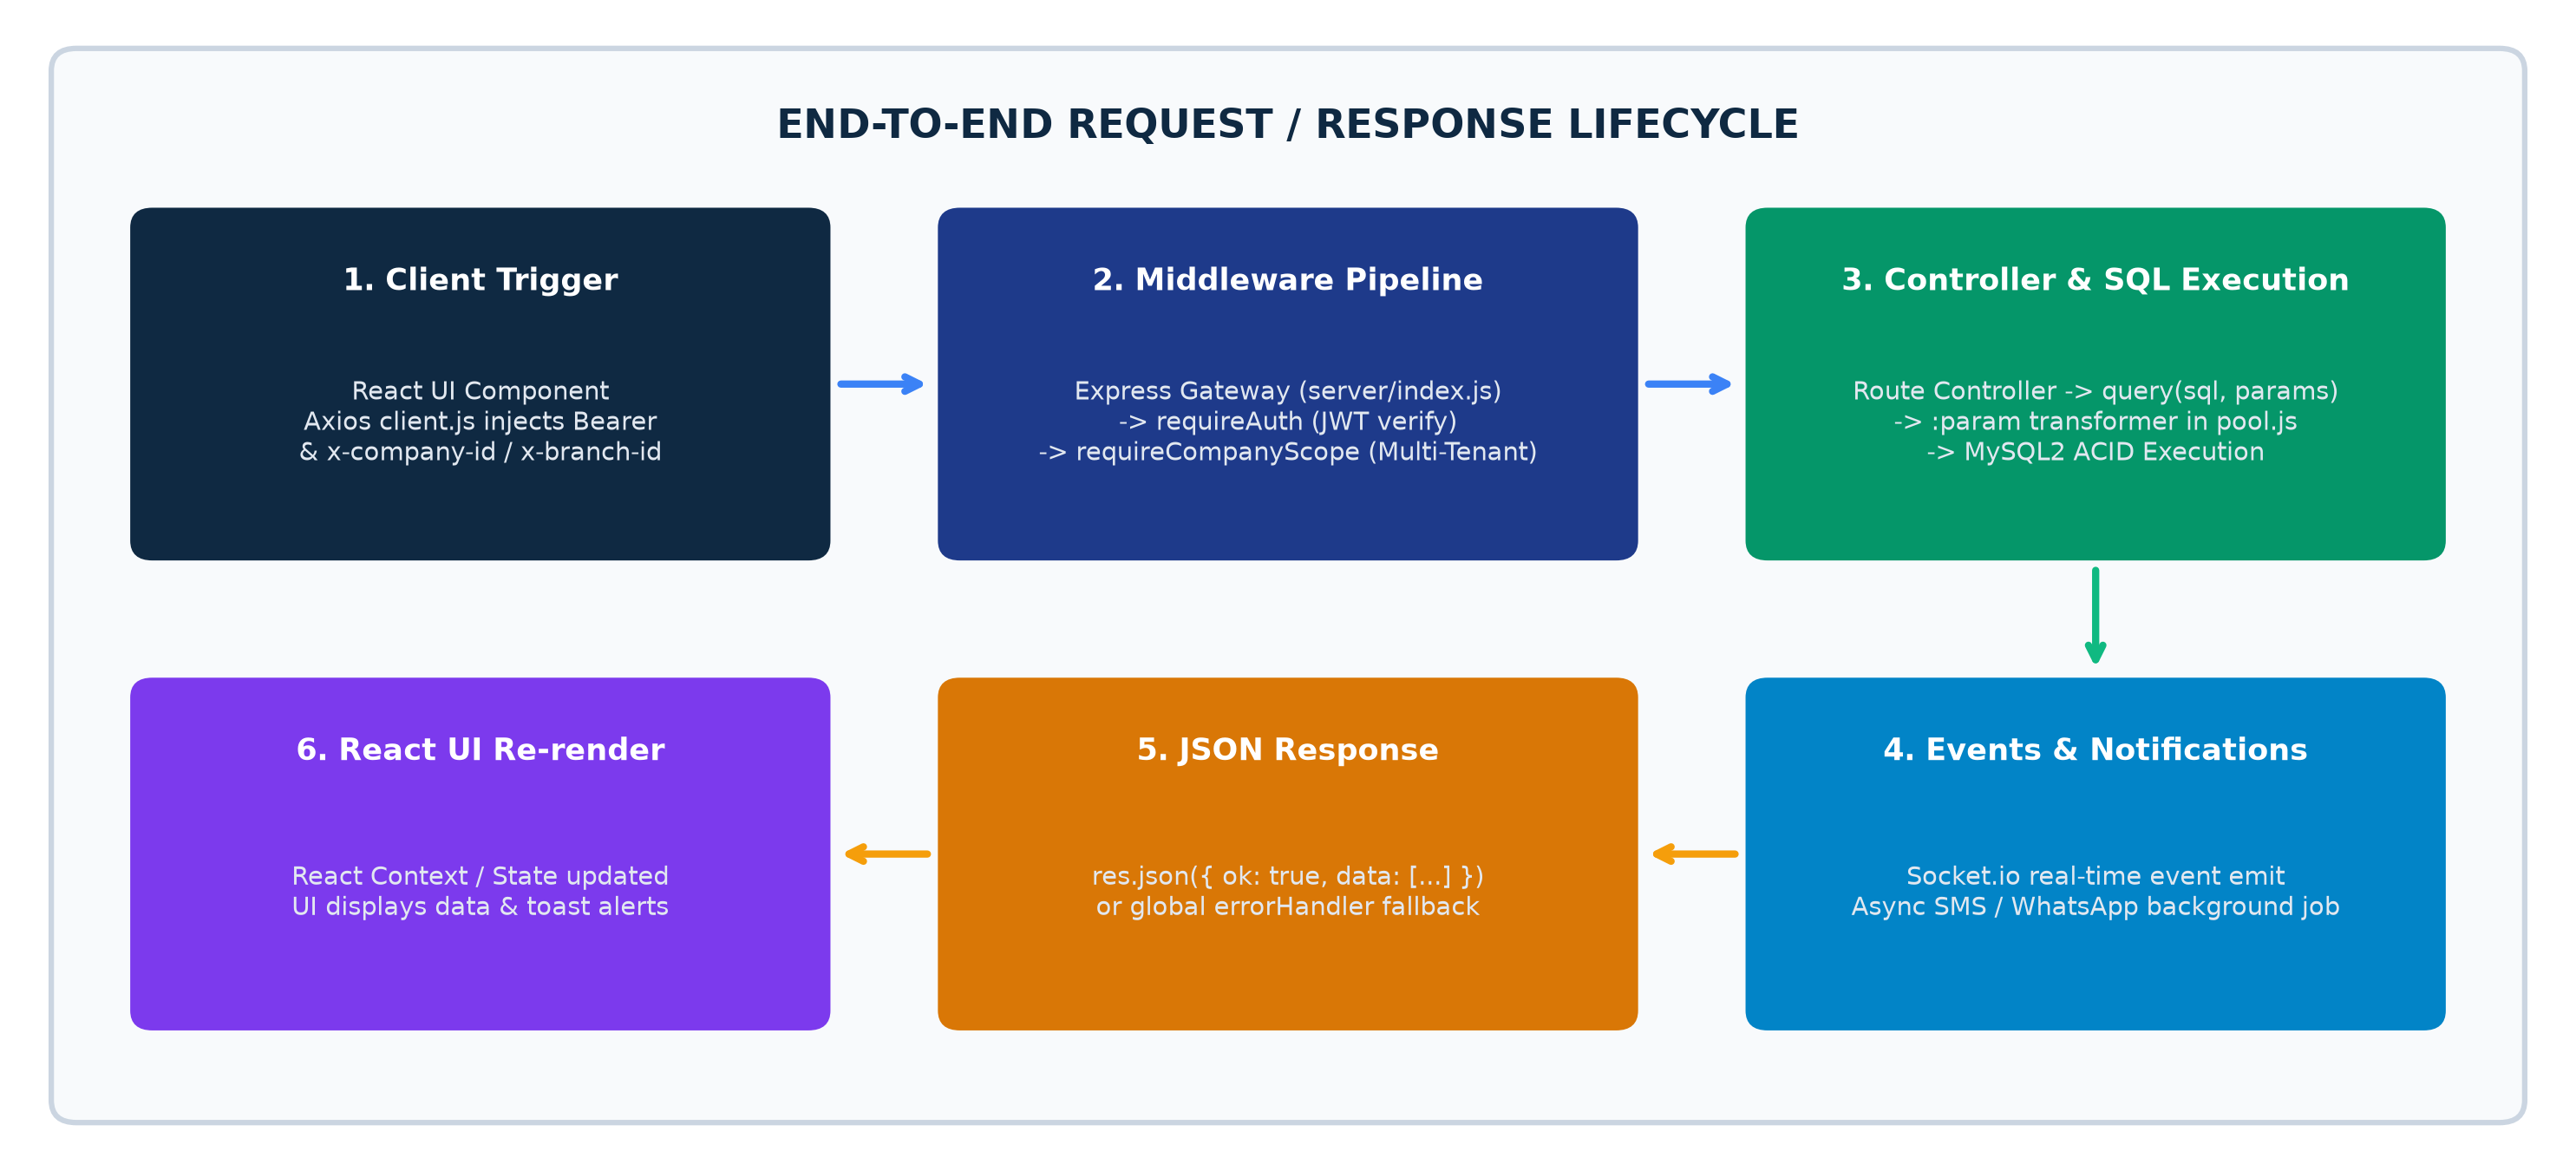 END-TO-END REQUEST / RESPONSE LIFECYCLE
1. Client Trigger
React UI Component
Axios client.js injects Bearer
& x-company-id / x-branch-id
2. Middleware Pipeline
Express Gateway (server/index.js)
-> requireAuth (JWT verify)
-> requireCompanyScope (Multi-Tenant)
3. Controller & SQL Execution
Route Controller -> query(sql, params)
-> :param transformer in pool.js
-> MySQL2 ACID Execution
4. Events & Notifications
Socket.io real-time event emit
Async SMS / WhatsApp background job
5. JSON Response
res.json({ ok: true, data: [...] })
or global errorHandler fallback
6. React UI Re-render
React Context / State updated
UI displays data & toast alerts